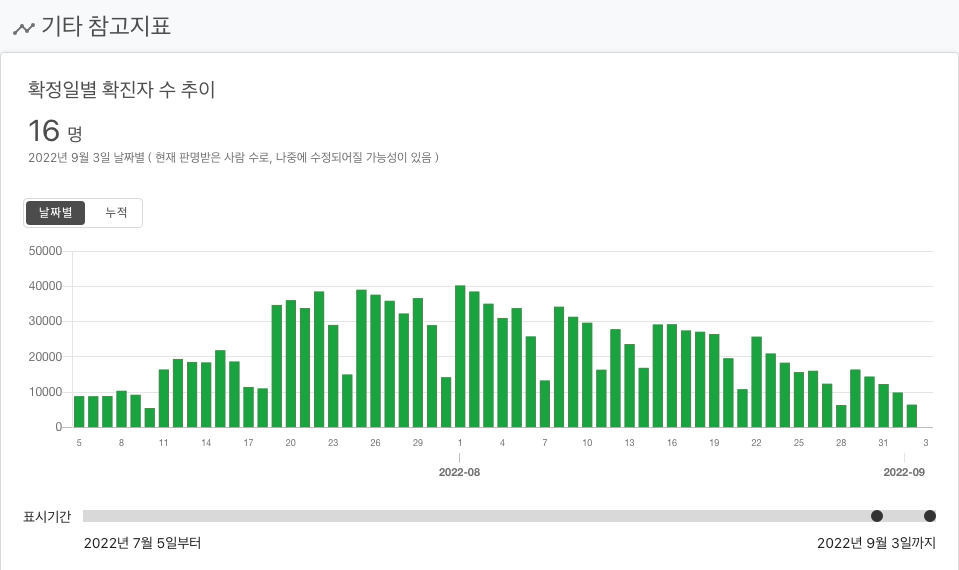 기타 참고지표
확정일별 확진자 수 추이
16 명
2022년 9월 3일 날짜별 ( 현재 판명받은 사람 수로, 나중에 수정되어질 가능성이 있음 )
날짜별 누적
50000
40000
30000
20000
10000
0
5 8 11 14 17 20 23 26 29 1 4 7 10 13 16 19 22 25 28 31 3
2022-08 2022-09
표시기간
2022년 7월 5일부터 2022년 9월 3일까지